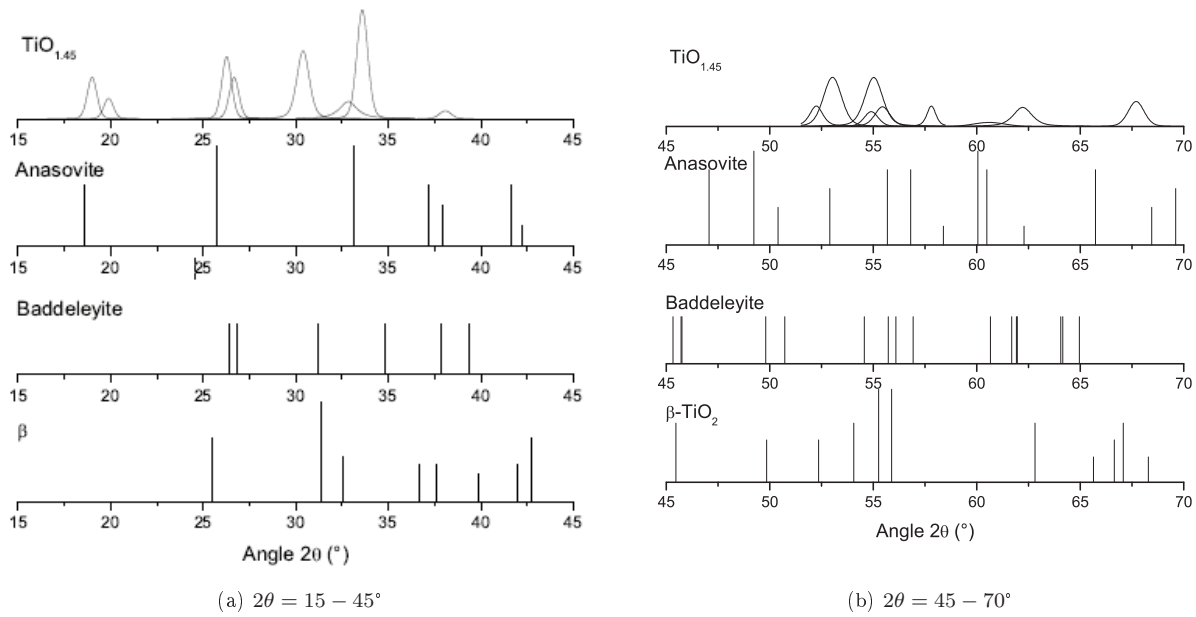 TiO1.45
15 20 25 30 35 40 45
Anasovite
15 20 25 30 35 40 45
Baddeleyite
15 20 25 30 35 40 45
β
15 20 25 30 35 40 45
Angle 2θ (°)
(a) 2θ = 15 − 45°
TiO1.45
45 50 55 60 65 70
Anasovite
45 50 55 60 65 70
Baddeleyite
45 50 55 60 65 70
β-TiO2
45 50 55 60 65 70
Angle 2θ (°)
(b) 2θ = 45 − 70°